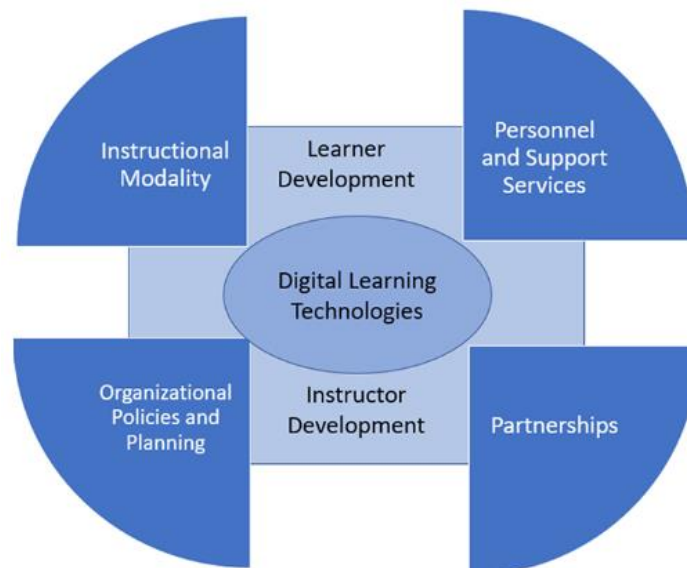 Instructional
Modality
Learner
Development
Personnel
and Support
Services
Digital Learning
Technologies
Organizational
Policies and
Planning
Instructor
Development
Partnerships